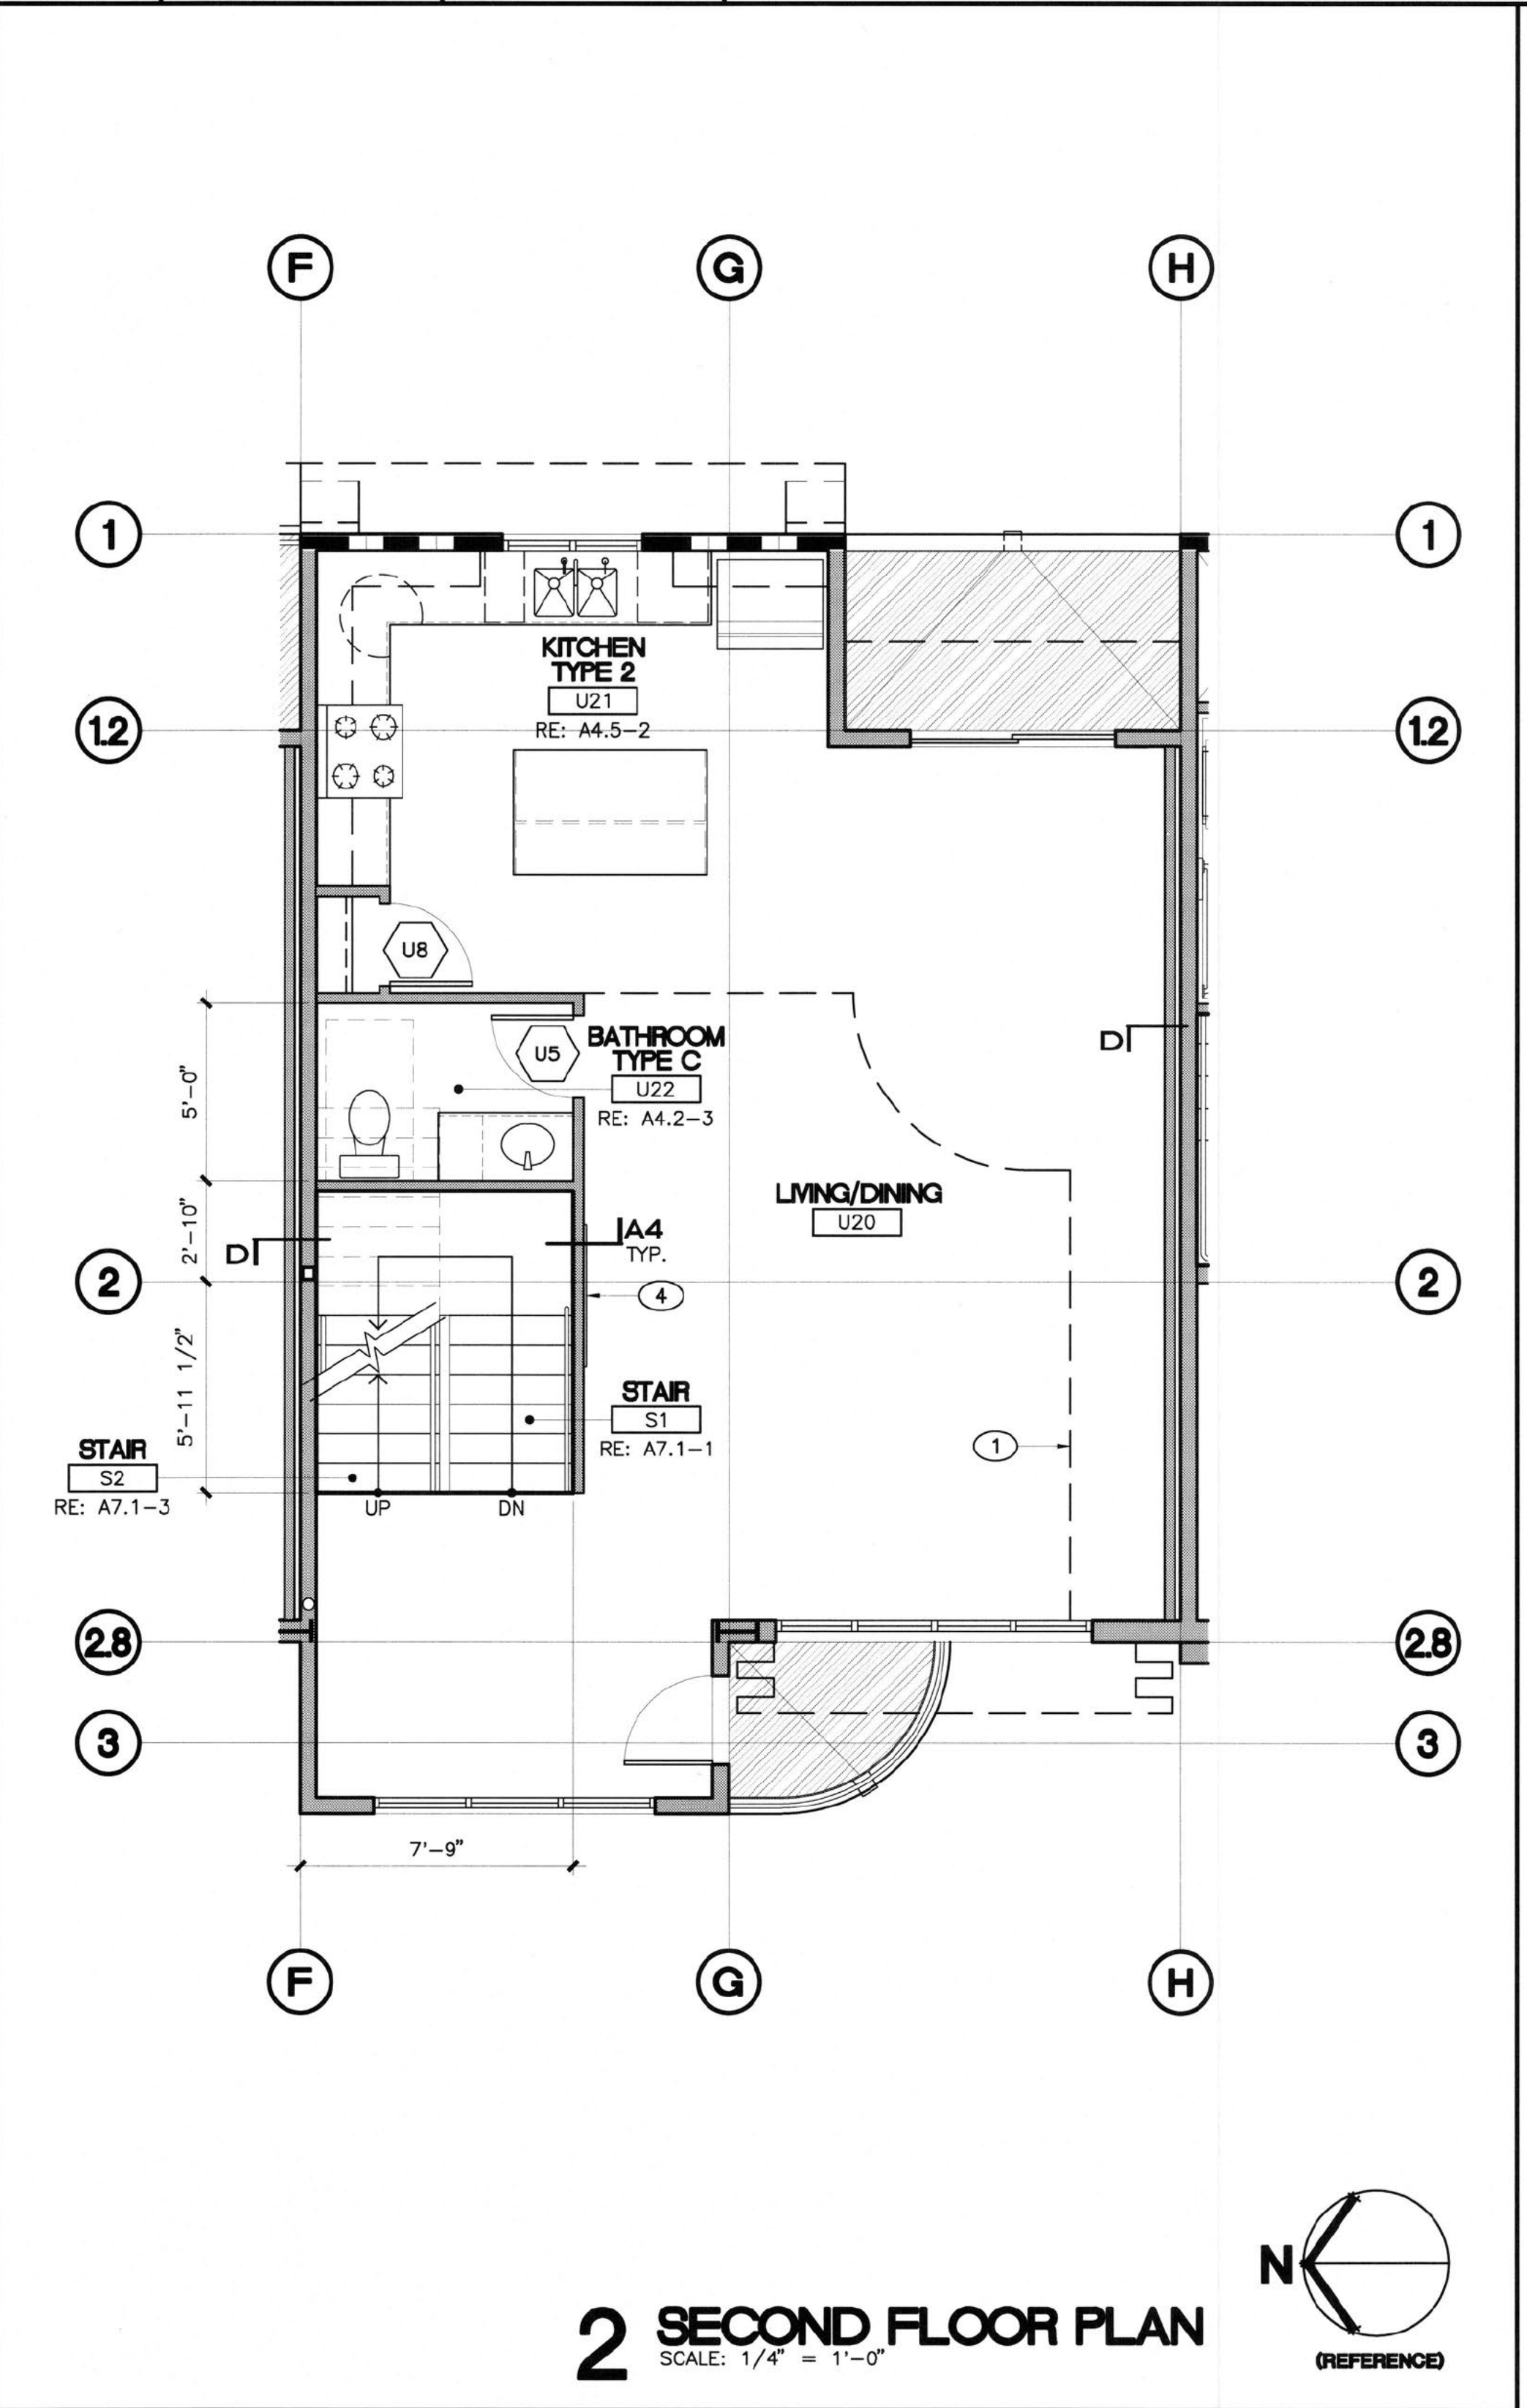 F
G
H
1
1
KITCHEN
TYPE 2
U21
RE: A4.5-2
1.2
1.2
U8
BATHROOM
TYPE C
U5
U22
RE: A4.2-3
D
5'-0"
LIVING/DINING
U20
2'-10"
D
A4
TYP.
2
4
2
5'-11 1/2"
STAIR
S1
RE: A7.1-1
1
STAIR
S2
RE: A7.1-3
UP
DN
2.8
2.8
3
3
7'-9"
F
G
H
N
2 SECOND FLOOR PLAN
SCALE: 1/4" = 1'-0"
(REFERENCE)